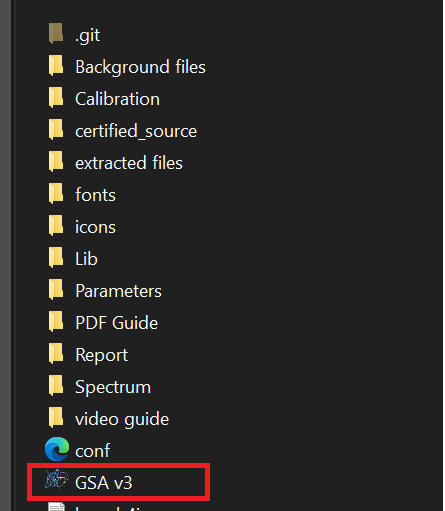 .git
Background files
Calibration
certified_source
extracted files
fonts
icons
Lib
Parameters
PDF Guide
Report
Spectrum
video guide
conf
GSA v3